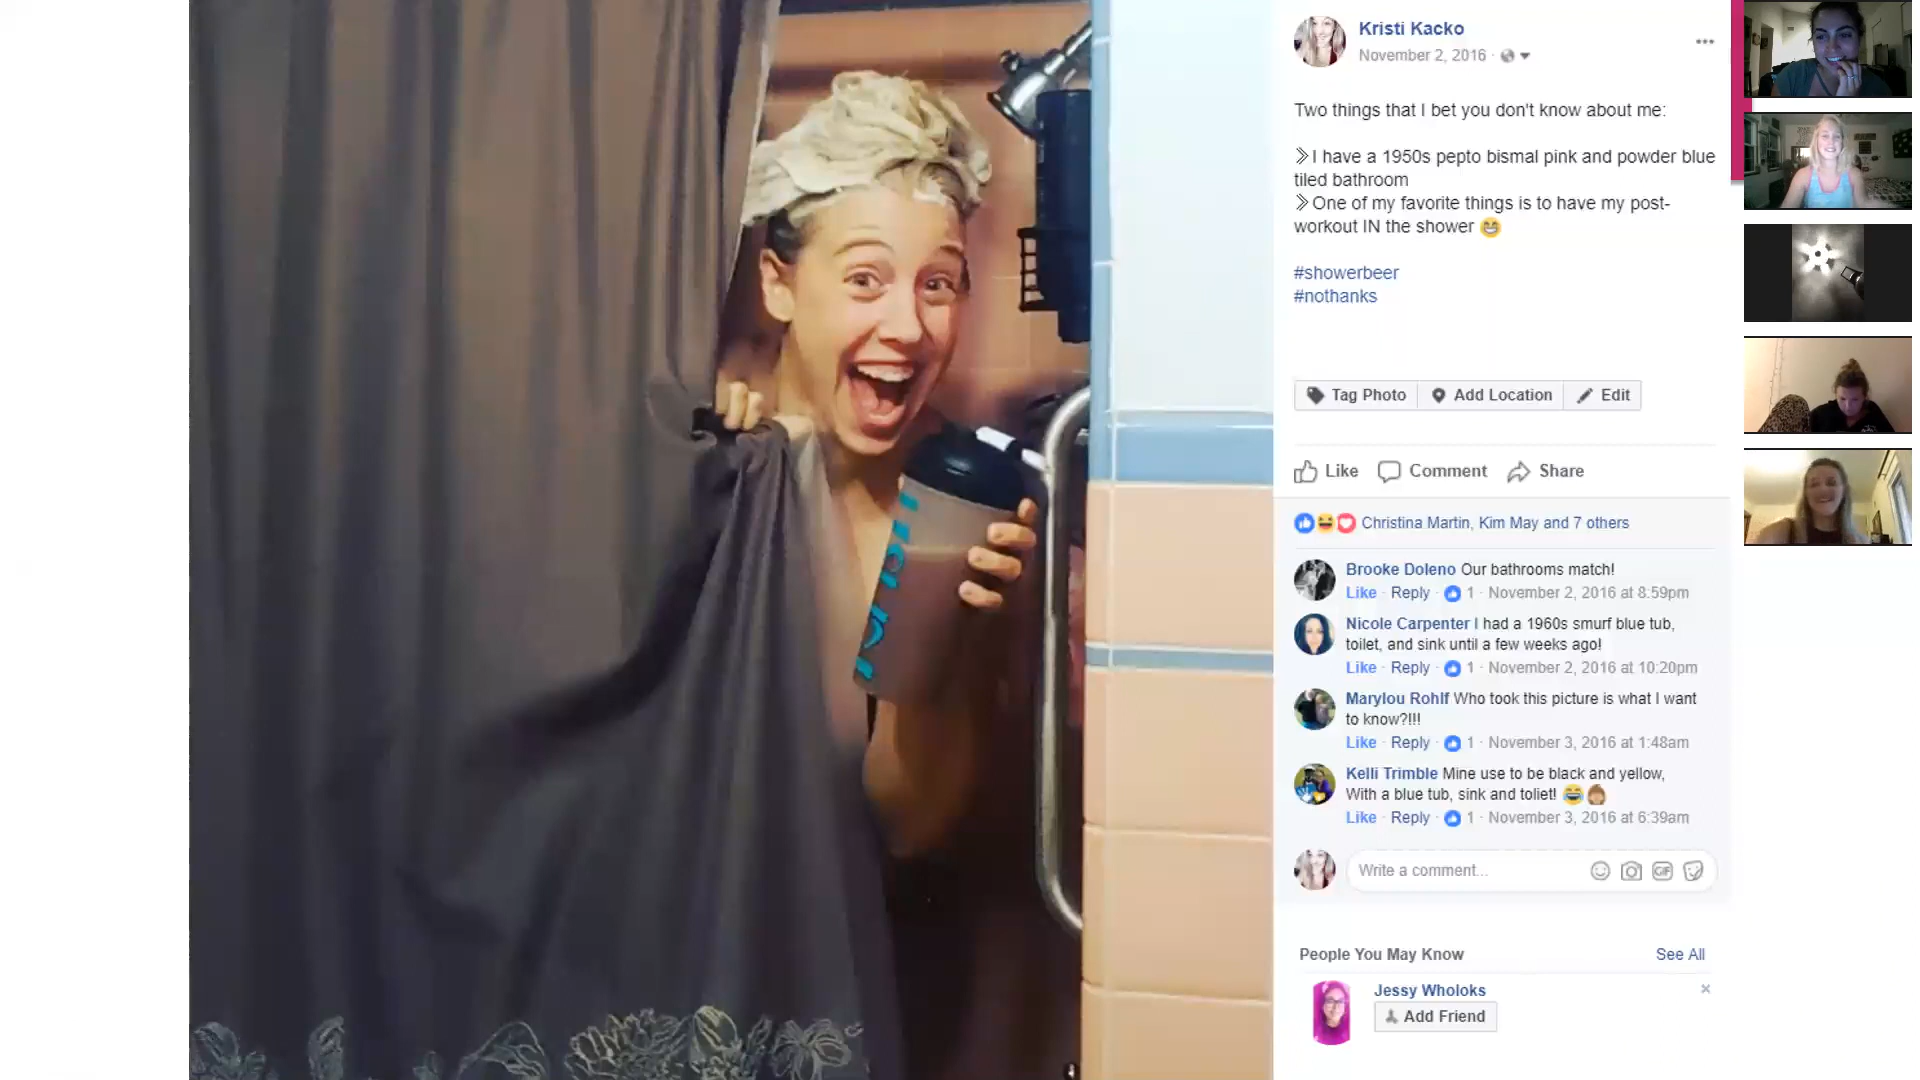 Kristi Kacko
November 2, 2016
Two things that I bet you don't know about me:
I have a 1950s pepto bismal pink and powder blue
tiled bathroom
One of my favorite things is to have my post-
workout IN the shower 😁
#showerbeer
#nothanks
Tag Photo Add Location Edit
Like Comment Share
Christina Martin, Kim May and 7 others
Brooke Doleno Our bathrooms match!
Like · Reply · 1 · November 2, 2016 at 8:59pm
Nicole Carpenter I had a 1960s smurf blue tub,
toilet, and sink until a few weeks ago!
Like · Reply · 1 · November 2, 2016 at 10:20pm
Marylou Rohlf Who took this picture is what I want
to know?!!!
Like · Reply · 1 · November 3, 2016 at 1:48am
Kelli Trimble Mine use to be black and yellow,
With a blue tub, sink and toliet! 😂
Like · Reply · 1 · November 3, 2016 at 6:39am
Write a comment...
GIF
People You May Know See All
Jessy Wholoks
Add Friend